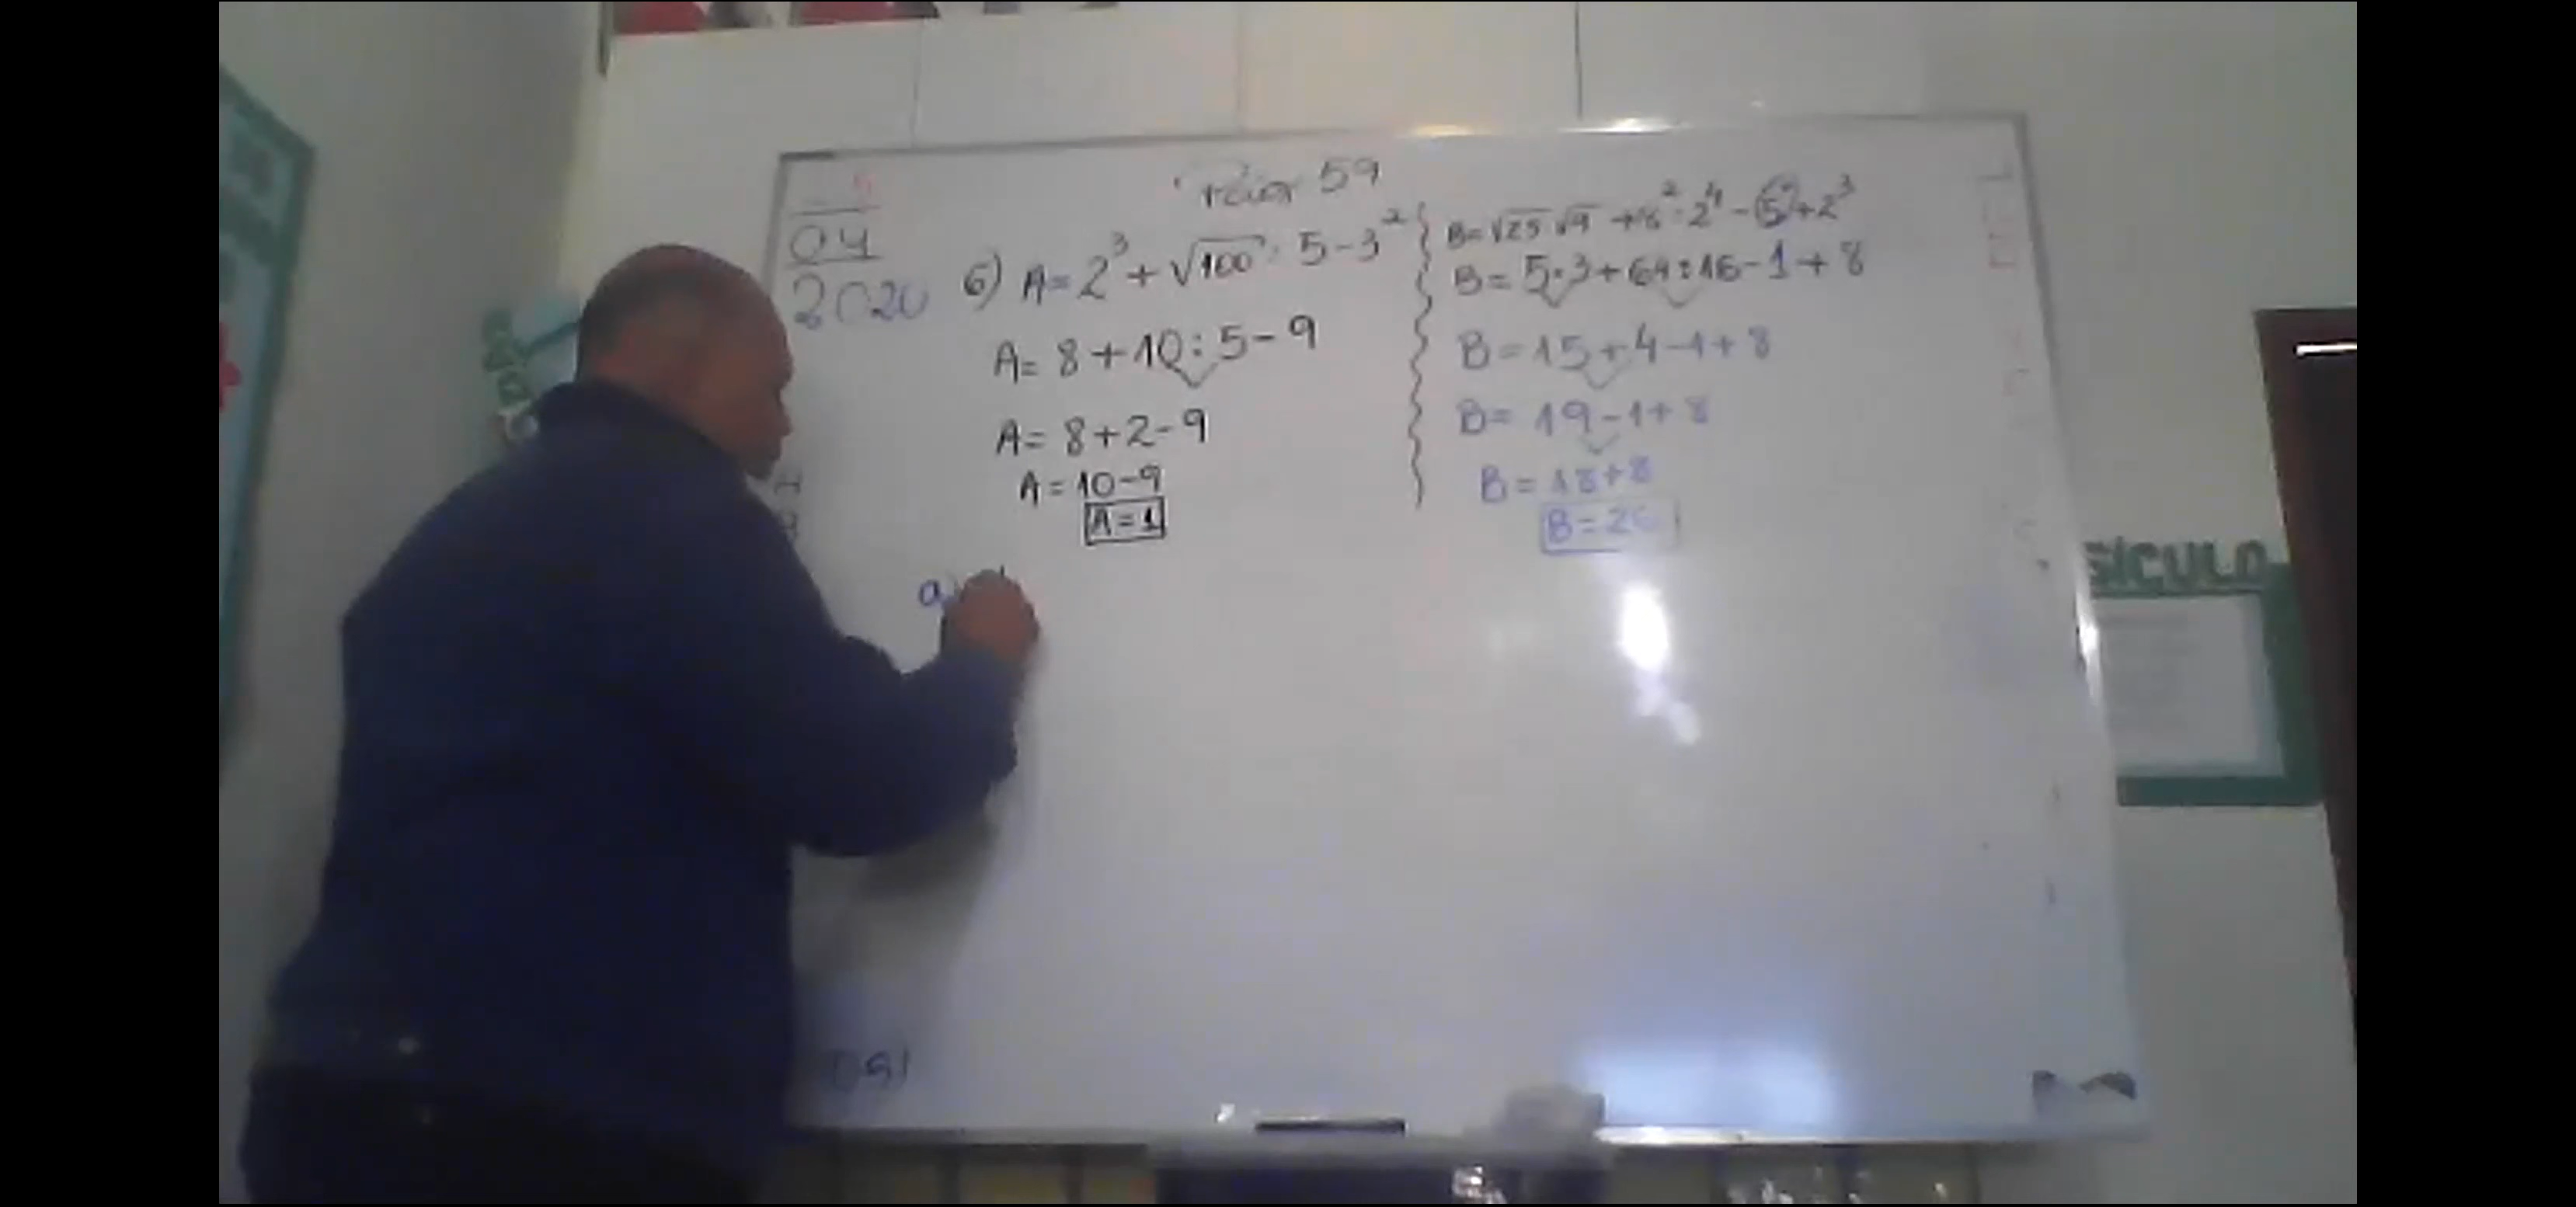 04
2020
59
6) A = 2³ + √100 : 5 - 3²
A = 8 + 10 : 5 - 9
A = 8 + 2 - 9
A = 10 - 9
A = 1
B = √25 √9 + 8² : 2⁴ - 5⁰ + 2³
B = 5 · 3 + 64 : 16 - 1 + 8
B = 15 + 4 - 1 + 8
B = 19 - 1 + 8
B = 18 + 8
B = 26
a)
SÍCULO